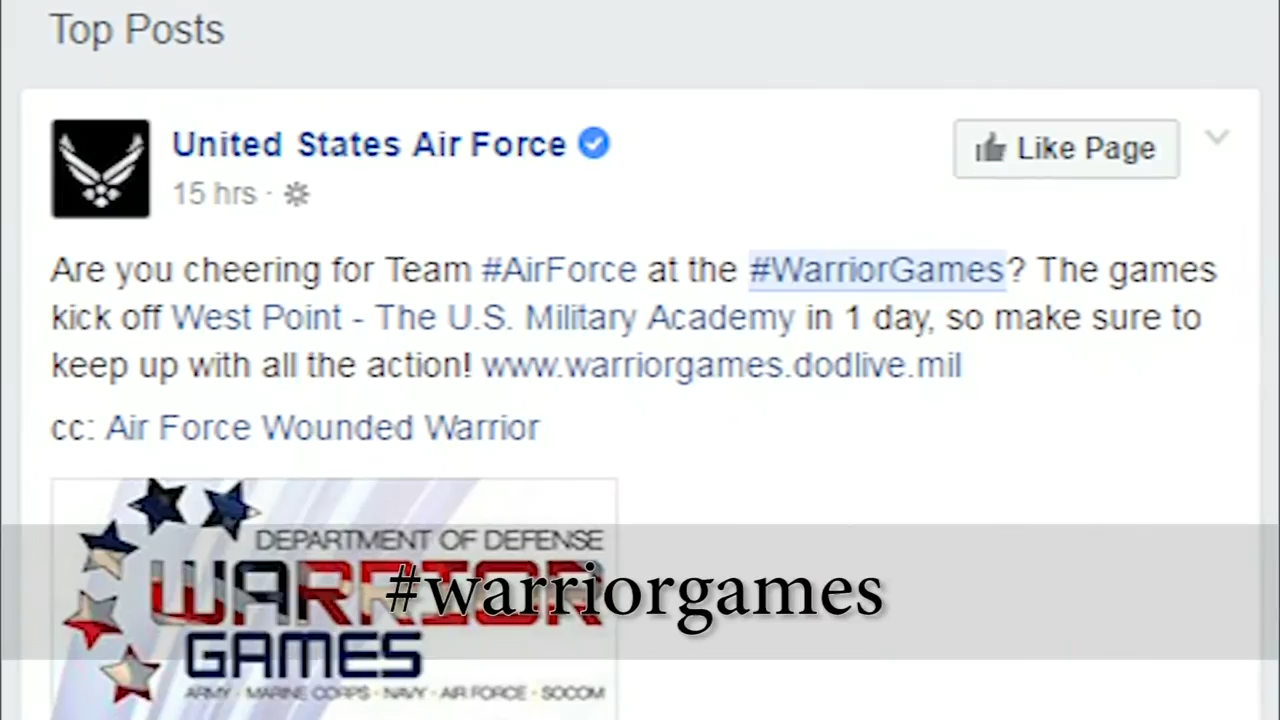 Top Posts
United States Air Force
15 hrs ·
Like Page
Are you cheering for Team #AirForce at the #WarriorGames? The games
kick off West Point - The U.S. Military Academy in 1 day, so make sure to
keep up with all the action! www.warriorgames.dodlive.mil
cc: Air Force Wounded Warrior
DEPARTMENT OF DEFENSE
WARRIOR
#warriorgames
GAMES
ARMY · MARINE CORPS · NAVY · AIR FORCE · SOCOM